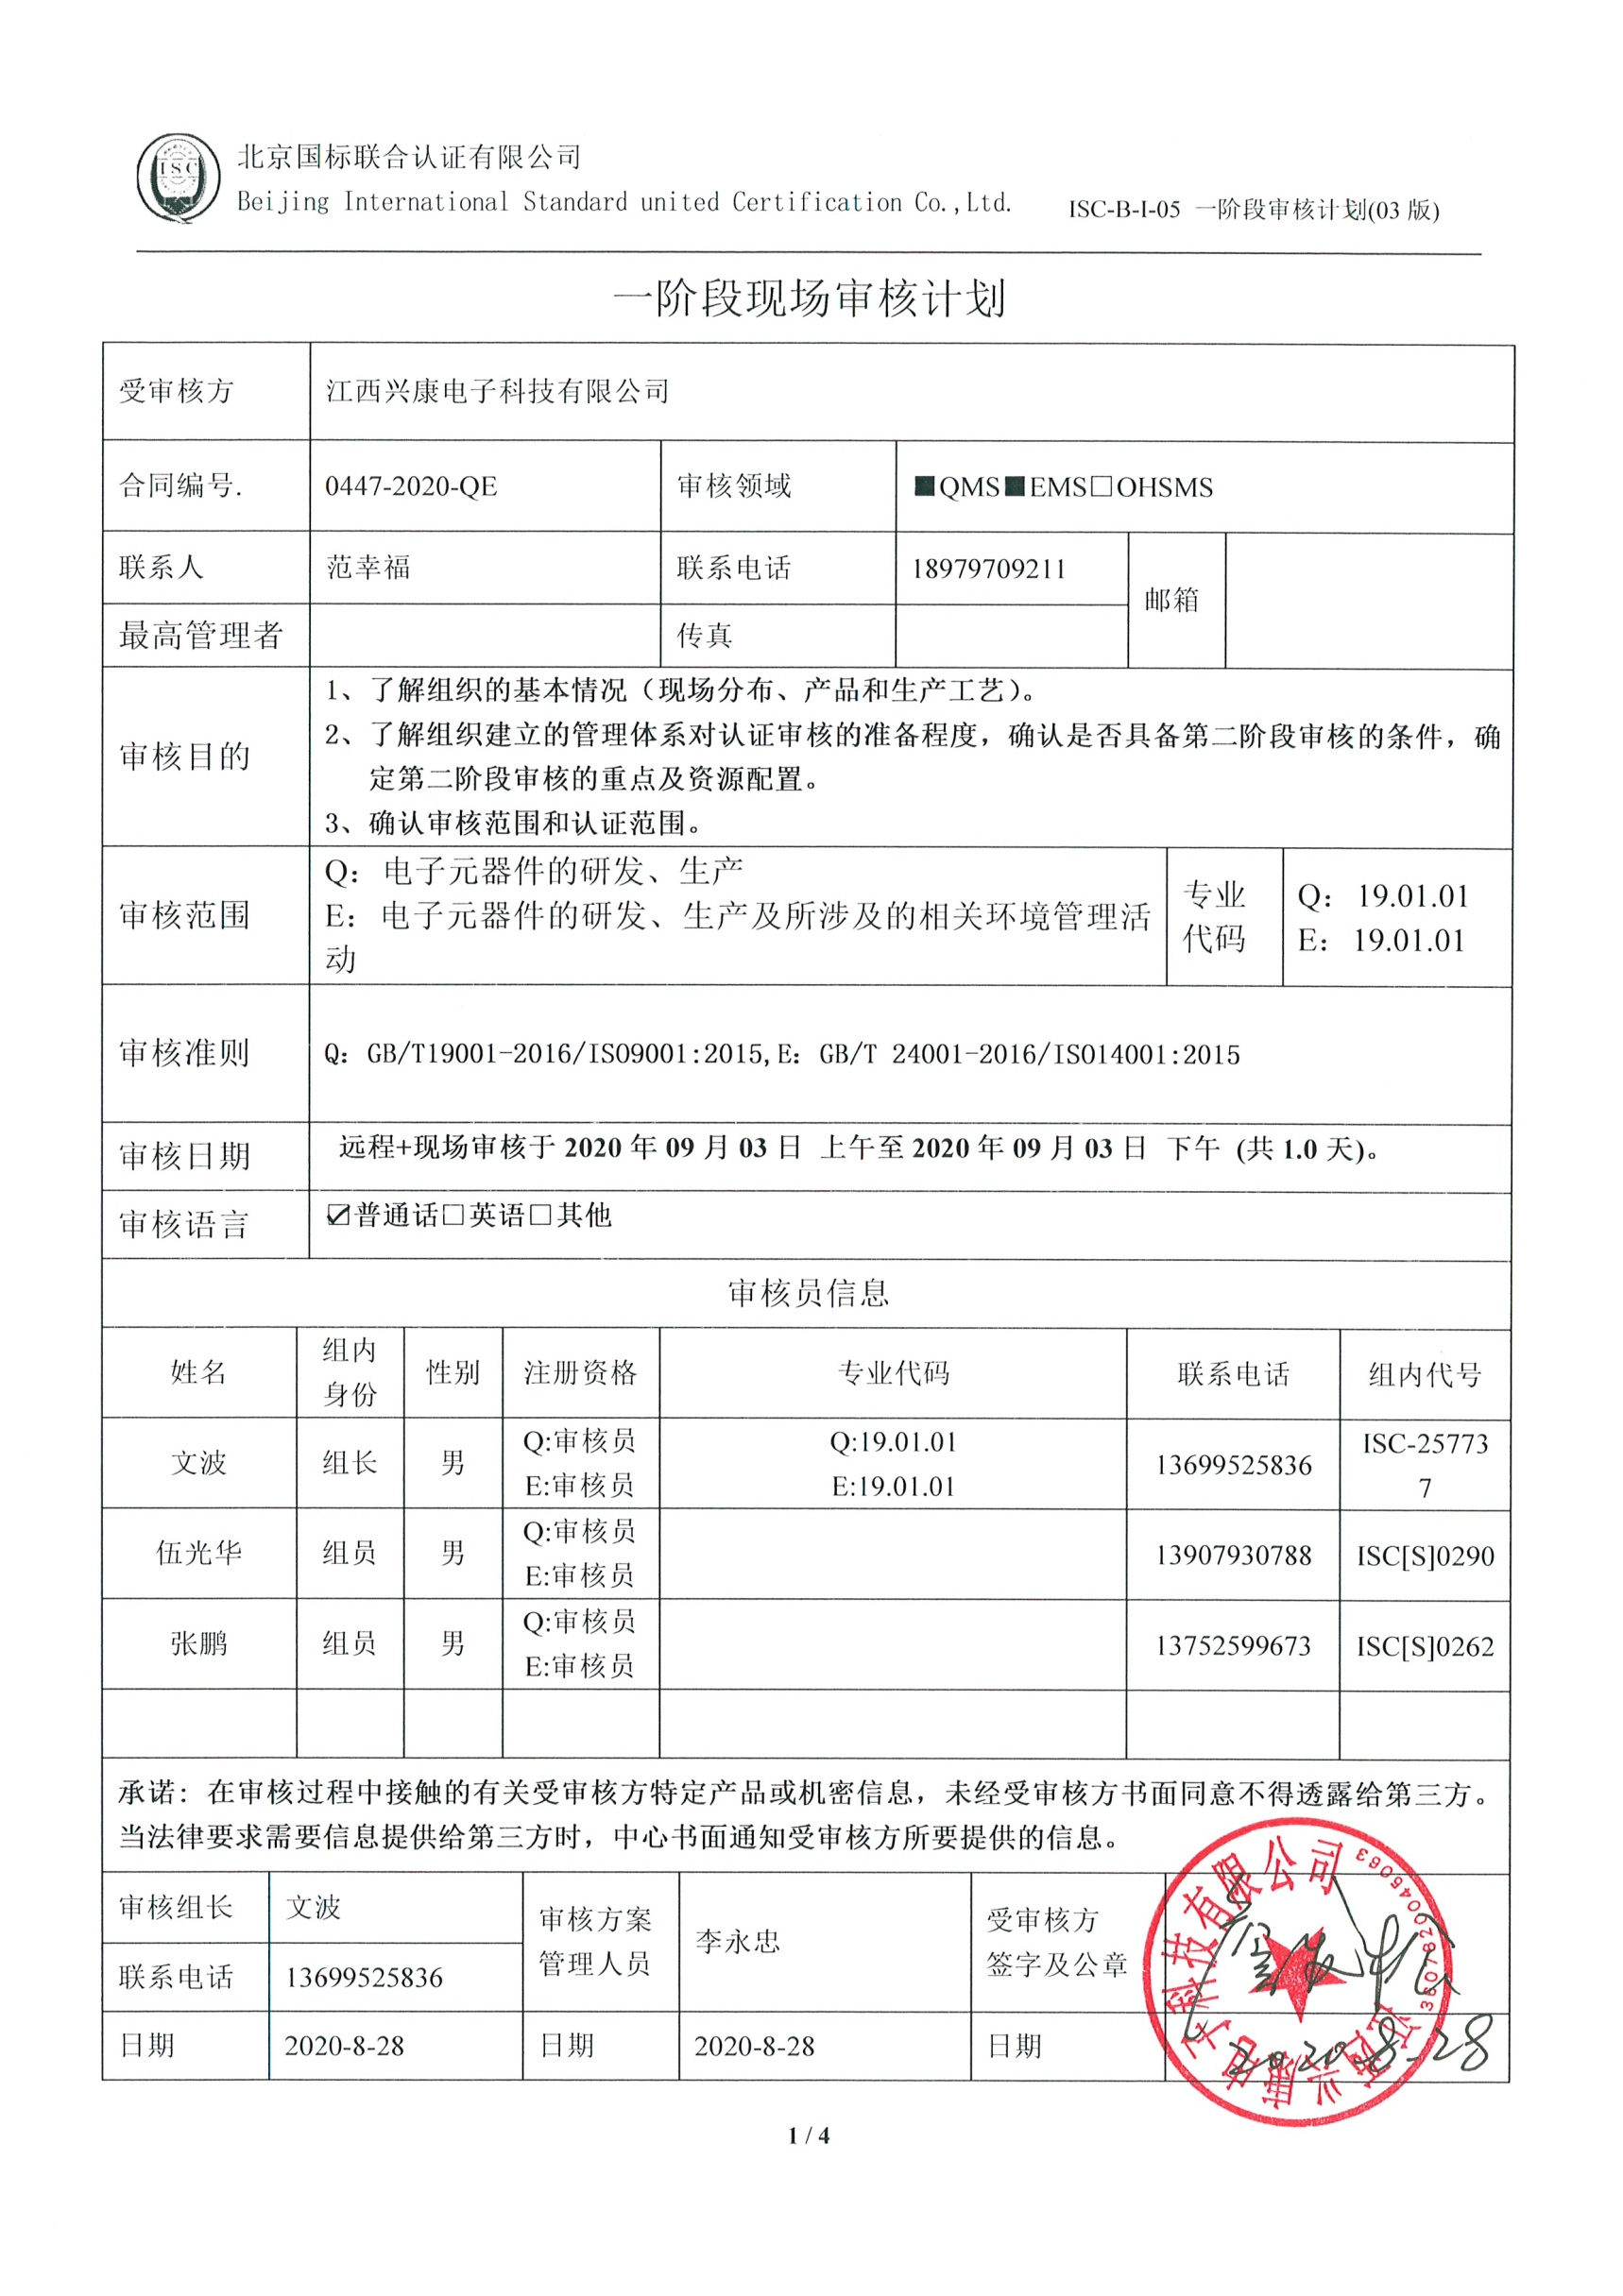 ISC
北京国标联合认证有限公司
Beijing International Standard united Certification Co.,Ltd.
ISC-B-I-05 一阶段审核计划(03 版)
一阶段现场审核计划
受审核方 江西兴康电子科技有限公司
合同编号. 0447-2020-QE 审核领域 ■QMS■EMS□OHSMS
联系人 范幸福 联系电话 18979709211 邮箱
最高管理者 传真
审核目的
1、了解组织的基本情况（现场分布、产品和生产工艺）。
2、了解组织建立的管理体系对认证审核的准备程度，确认是否具备第二阶段审核的条件，确
定第二阶段审核的重点及资源配置。
3、确认审核范围和认证范围。
审核范围
Q：电子元器件的研发、生产
E：电子元器件的研发、生产及所涉及的相关环境管理活
动
专业
代码
Q：19.01.01
E：19.01.01
审核准则 Q：GB/T19001-2016/ISO9001:2015,E：GB/T 24001-2016/ISO14001:2015
审核日期 远程+现场审核于 2020 年 09 月 03 日 上午至 2020 年 09 月 03 日 下午 (共 1.0 天)。
审核语言 ☑普通话□英语□其他
审核员信息
姓名 组内
身份 性别 注册资格 专业代码 联系电话 组内代号
文波 组长 男 Q:审核员
E:审核员 Q:19.01.01
E:19.01.01 13699525836 ISC-25773
7
伍光华 组员 男 Q:审核员
E:审核员 13907930788 ISC[S]0290
张鹏 组员 男 Q:审核员
E:审核员 13752599673 ISC[S]0262
承诺：在审核过程中接触的有关受审核方特定产品或机密信息，未经受审核方书面同意不得透露给第三方。
当法律要求需要信息提供给第三方时，中心书面通知受审核方所要提供的信息。
审核组长 文波
联系电话 13699525836
审核方案
管理人员
李永忠
受审核方
签字及公章
江西兴康电子科技有限公司
3607820045063
日期 2020-8-28 日期 2020-8-28 日期 2020.8-28
1 / 4